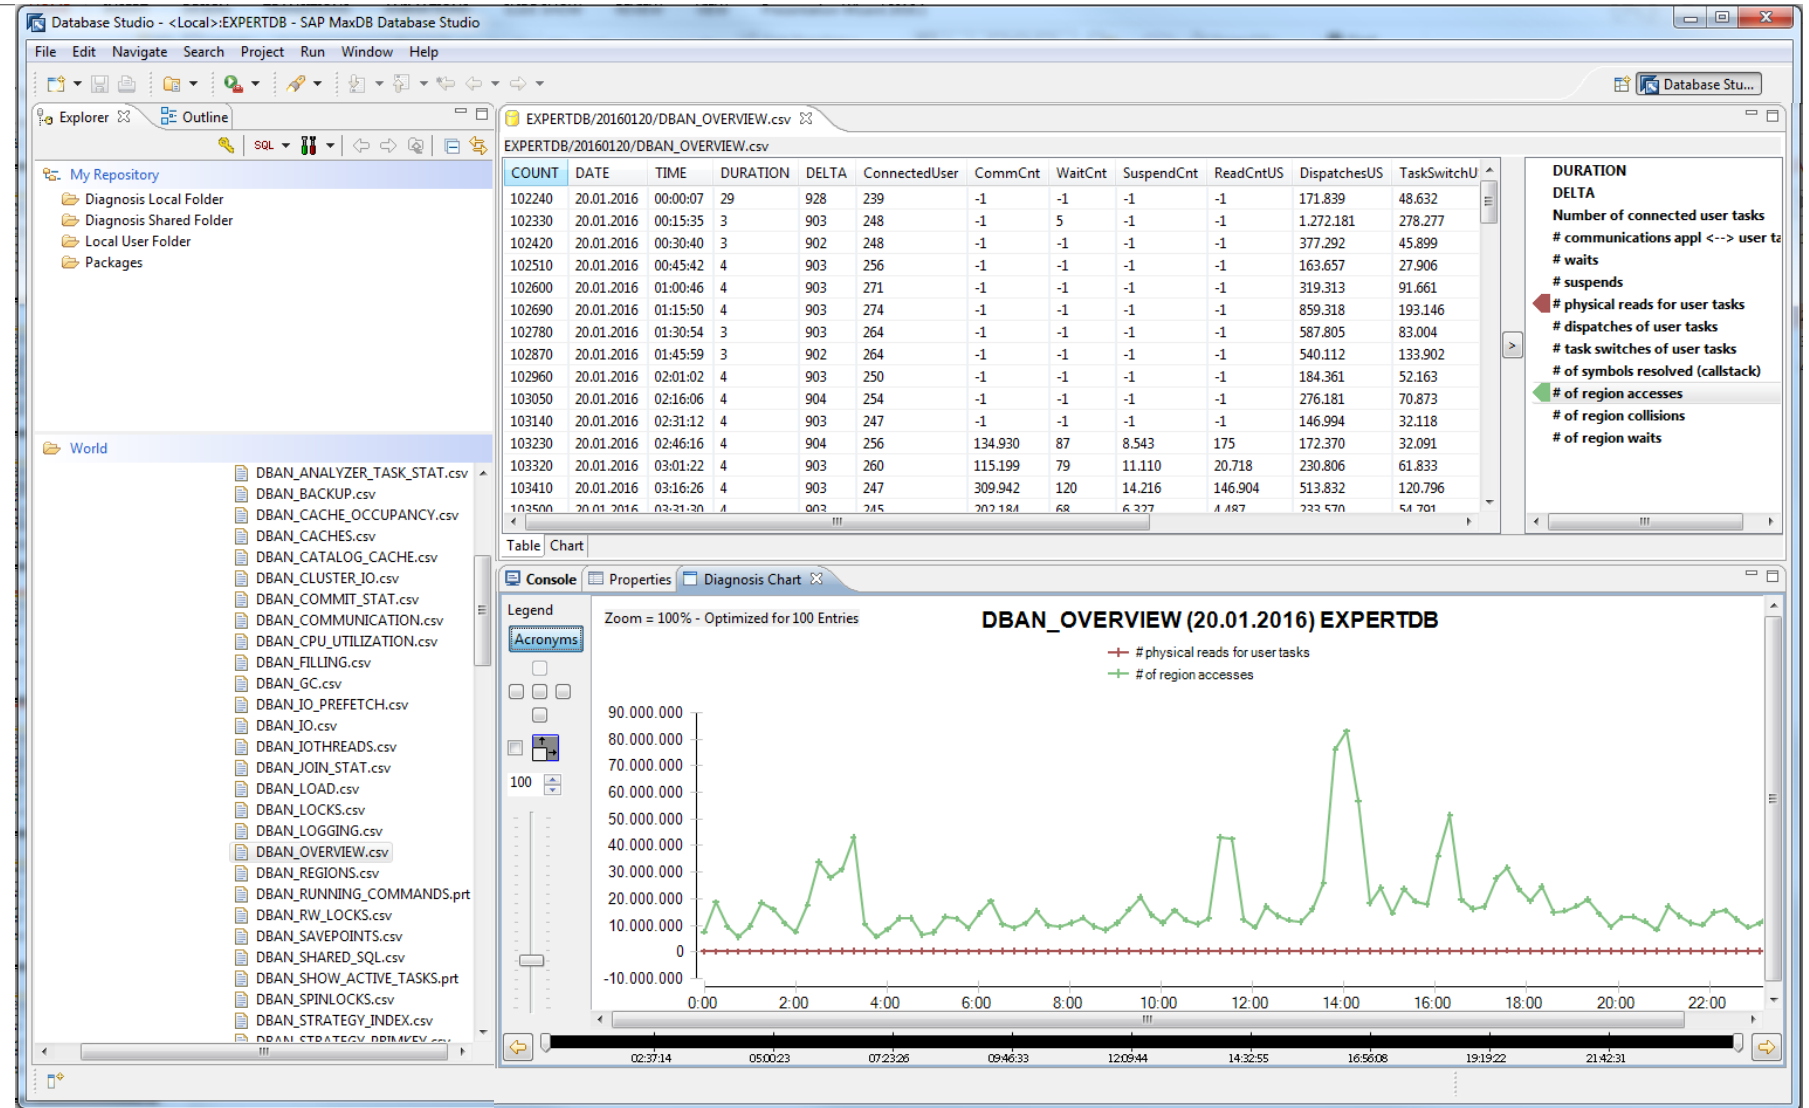 Database Studio - <Local>:EXPERTDB - SAP MaxDB Database Studio
File Edit Navigate Search Project Run Window Help
Database Stu...
Explorer Outline
SQL
My Repository
Diagnosis Local Folder
Diagnosis Shared Folder
Local User Folder
Packages
World
DBAN_ANALYZER_TASK_STAT.csv
DBAN_BACKUP.csv
DBAN_CACHE_OCCUPANCY.csv
DBAN_CACHES.csv
DBAN_CATALOG_CACHE.csv
DBAN_CLUSTER_IO.csv
DBAN_COMMIT_STAT.csv
DBAN_COMMUNICATION.csv
DBAN_CPU_UTILIZATION.csv
DBAN_FILLING.csv
DBAN_GC.csv
DBAN_IO_PREFETCH.csv
DBAN_IO.csv
DBAN_IOTHREADS.csv
DBAN_JOIN_STAT.csv
DBAN_LOAD.csv
DBAN_LOCKS.csv
DBAN_LOGGING.csv
DBAN_OVERVIEW.csv
DBAN_REGIONS.csv
DBAN_RUNNING_COMMANDS.prt
DBAN_RW_LOCKS.csv
DBAN_SAVEPOINTS.csv
DBAN_SHARED_SQL.csv
DBAN_SHOW_ACTIVE_TASKS.prt
DBAN_SPINLOCKS.csv
DBAN_STRATEGY_INDEX.csv
DBAN_STRATEGY_PRIMKEY.csv
EXPERTDB/20160120/DBAN_OVERVIEW.csv
EXPERTDB/20160120/DBAN_OVERVIEW.csv
COUNT DATE TIME DURATION DELTA ConnectedUser CommCnt WaitCnt SuspendCnt ReadCntUS DispatchesUS TaskSwitchU
102240 20.01.2016 00:00:07 29 928 239 -1 -1 -1 -1 171.839 48.632
102330 20.01.2016 00:15:35 3 903 248 -1 5 -1 -1 1.272.181 278.277
102420 20.01.2016 00:30:40 3 902 248 -1 -1 -1 -1 377.292 45.899
102510 20.01.2016 00:45:42 4 903 256 -1 -1 -1 -1 163.657 27.906
102600 20.01.2016 01:00:46 4 903 271 -1 -1 -1 -1 319.313 91.661
102690 20.01.2016 01:15:50 4 903 274 -1 -1 -1 -1 859.318 193.146
102780 20.01.2016 01:30:54 3 903 264 -1 -1 -1 -1 587.805 83.004
102870 20.01.2016 01:45:59 3 902 264 -1 -1 -1 -1 540.112 133.902
102960 20.01.2016 02:01:02 4 903 250 -1 -1 -1 -1 184.361 52.163
103050 20.01.2016 02:16:06 4 904 254 -1 -1 -1 -1 276.181 70.873
103140 20.01.2016 02:31:12 4 903 247 -1 -1 -1 -1 146.994 32.118
103230 20.01.2016 02:46:16 4 904 256 134.930 87 8.543 175 172.370 32.091
103320 20.01.2016 03:01:22 4 903 260 115.199 79 11.110 20.718 230.806 61.833
103410 20.01.2016 03:16:26 4 903 247 309.942 120 14.216 146.904 513.832 120.796
103500 20.01.2016 03:31:30 4 903 245 202.184 68 6.327 4.487 233.570 54.791
Table Chart
>
DURATION
DELTA
Number of connected user tasks
# communications appl <--> user ta
# waits
# suspends
# physical reads for user tasks
# dispatches of user tasks
# task switches of user tasks
# of symbols resolved (callstack)
# of region accesses
# of region collisions
# of region waits
Console Properties Diagnosis Chart
Legend
Acronyms
100
Zoom = 100% - Optimized for 100 Entries
DBAN_OVERVIEW (20.01.2016) EXPERTDB
# physical reads for user tasks
# of region accesses
90.000.000
80.000.000
70.000.000
60.000.000
50.000.000
40.000.000
30.000.000
20.000.000
10.000.000
0
-10.000.000
0:00 2:00 4:00 6:00 8:00 10:00 12:00 14:00 16:00 18:00 20:00 22:00
02:37:14 05:00:23 07:23:26 09:46:33 12:09:44 14:32:55 16:56:08 19:19:22 21:42:31